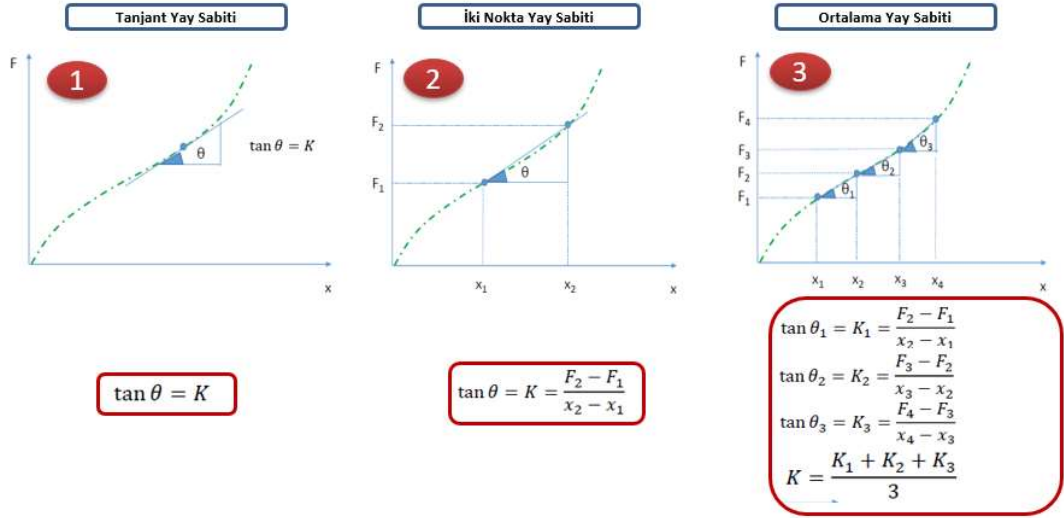 Tanjant Yay Sabiti
F
1
θ
tan θ = K
x
tan θ = K
İki Nokta Yay Sabiti
F
2
F₂
F₁
θ
x₁ x₂ x
tan θ = K = (F₂ − F₁) / (x₂ − x₁)
Ortalama Yay Sabiti
F
3
F₄
F₃
F₂
F₁
θ₃
θ₂
θ₁
x₁ x₂ x₃ x₄ x
tan θ₁ = K₁ = (F₂ − F₁) / (x₂ − x₁)
tan θ₂ = K₂ = (F₃ − F₂) / (x₃ − x₂)
tan θ₃ = K₃ = (F₄ − F₃) / (x₄ − x₃)
K = (K₁ + K₂ + K₃) / 3